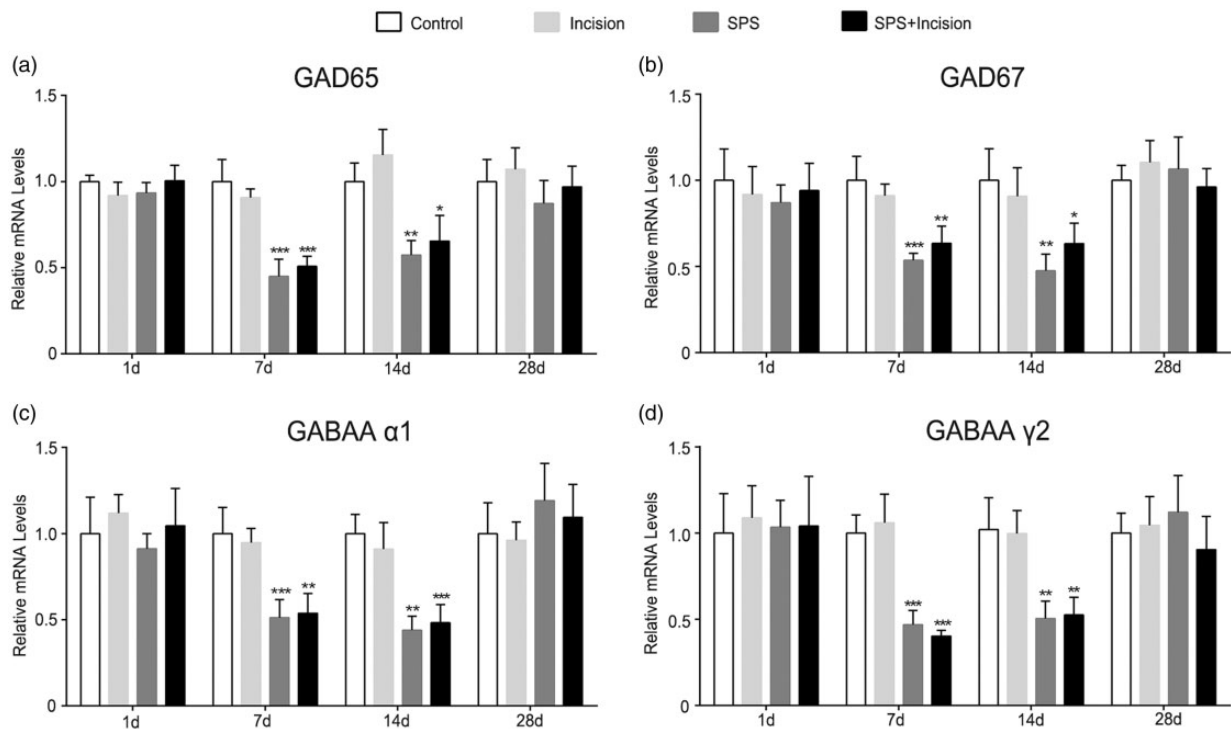 Control Incision SPS SPS+Incision
(a)
GAD65
Relative mRNA Levels
1.5
1.0
0.5
0
*** ***
** *
1d 7d 14d 28d
(b)
GAD67
Relative mRNA Levels
1.5
1.0
0.5
0
*** **
** *
1d 7d 14d 28d
(c)
GABAA α1
Relative mRNA Levels
1.5
1.0
0.5
0
*** **
** ***
1d 7d 14d 28d
(d)
GABAA γ2
Relative mRNA Levels
1.5
1.0
0.5
0
*** ***
** **
1d 7d 14d 28d